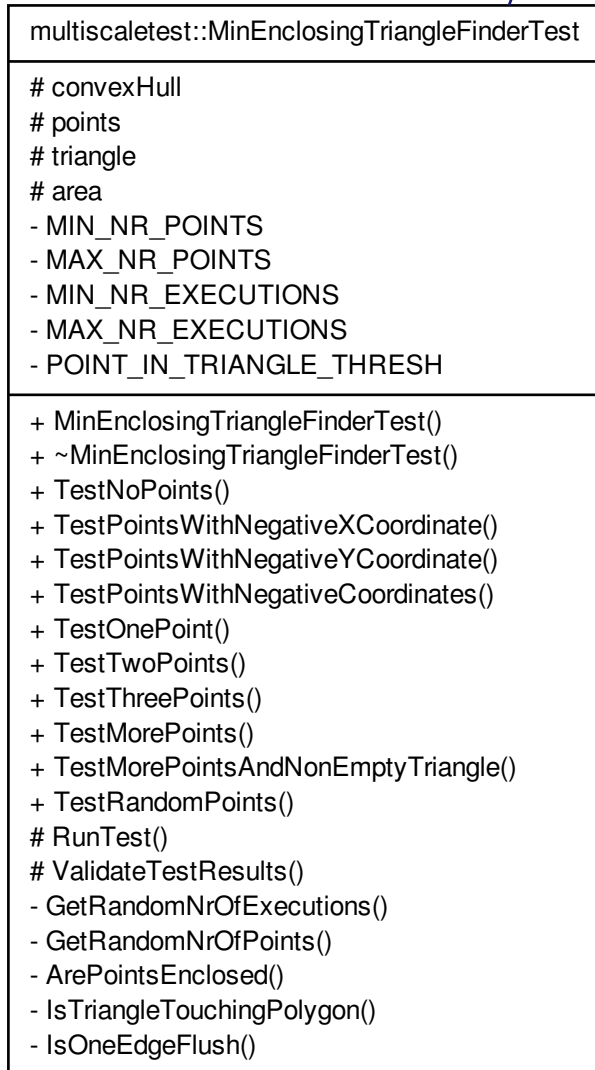 multiscaletest::MinEnclosingTriangleFinderTest
# convexHull
# points
# triangle
# area
- MIN_NR_POINTS
- MAX_NR_POINTS
- MIN_NR_EXECUTIONS
- MAX_NR_EXECUTIONS
- POINT_IN_TRIANGLE_THRESH
+ MinEnclosingTriangleFinderTest()
+ ~MinEnclosingTriangleFinderTest()
+ TestNoPoints()
+ TestPointsWithNegativeXCoordinate()
+ TestPointsWithNegativeYCoordinate()
+ TestPointsWithNegativeCoordinates()
+ TestOnePoint()
+ TestTwoPoints()
+ TestThreePoints()
+ TestMorePoints()
+ TestMorePointsAndNonEmptyTriangle()
+ TestRandomPoints()
# RunTest()
# ValidateTestResults()
- GetRandomNrOfExecutions()
- GetRandomNrOfPoints()
- ArePointsEnclosed()
- IsTriangleTouchingPolygon()
- IsOneEdgeFlush()